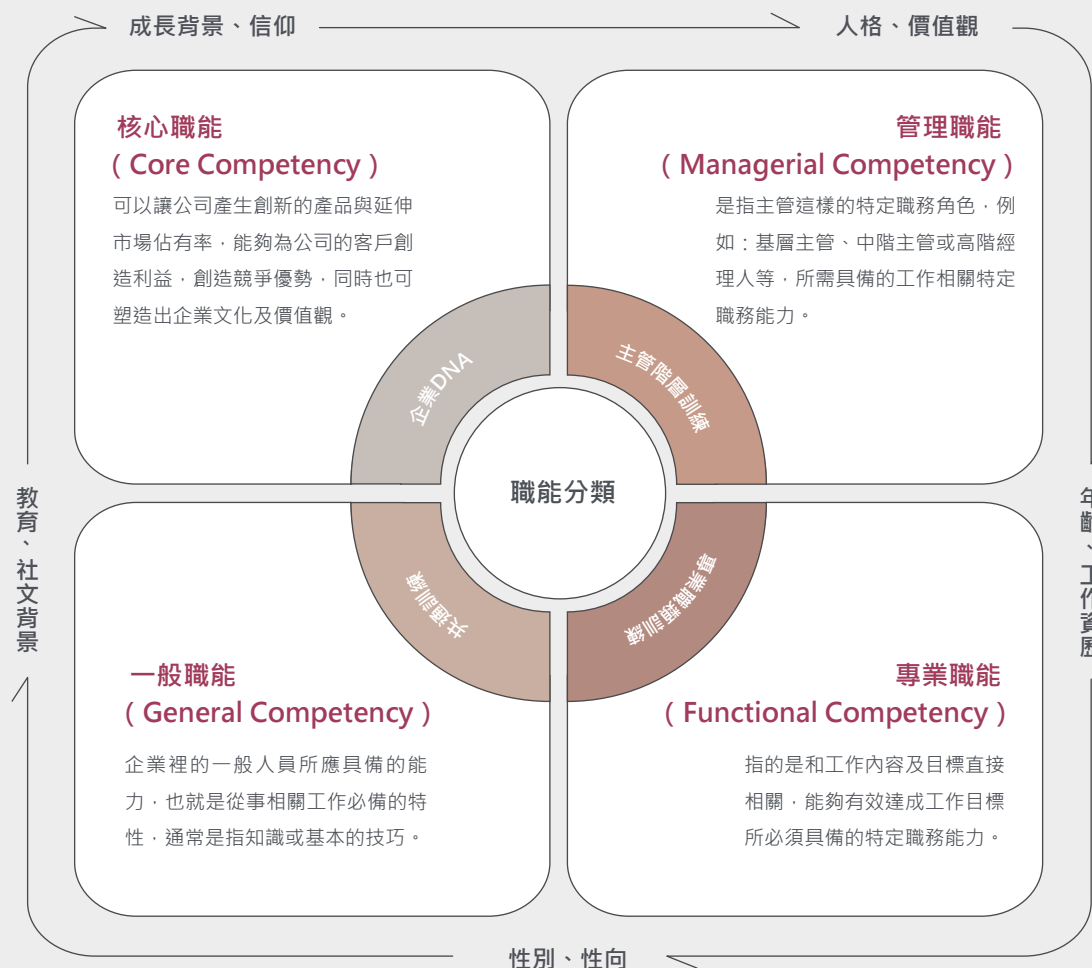 成長背景、信仰
人格、價值觀
核心職能
( Core Competency )
可以讓公司產生創新的產品與延伸
市場佔有率，能夠為公司的客戶創
造利益，創造競爭優勢，同時也可
塑造出企業文化及價值觀。
管理職能
( Managerial Competency )
是指主管這樣的特定職務角色，例
如：基層主管、中階主管或高階經
理人等，所需具備的工作相關特定
職務能力。
企業DNA
主管階層訓練
職能分類
共通訓練
專業職類訓練
教育、社文背景
年齡、工作資歷
一般職能
( General Competency )
企業裡的一般人員所應具備的能
力，也就是從事相關工作必備的特
性，通常是指知識或基本的技巧。
專業職能
( Functional Competency )
指的是和工作內容及目標直接
相關，能夠有效達成工作目標
所必須具備的特定職務能力。
性別、性向